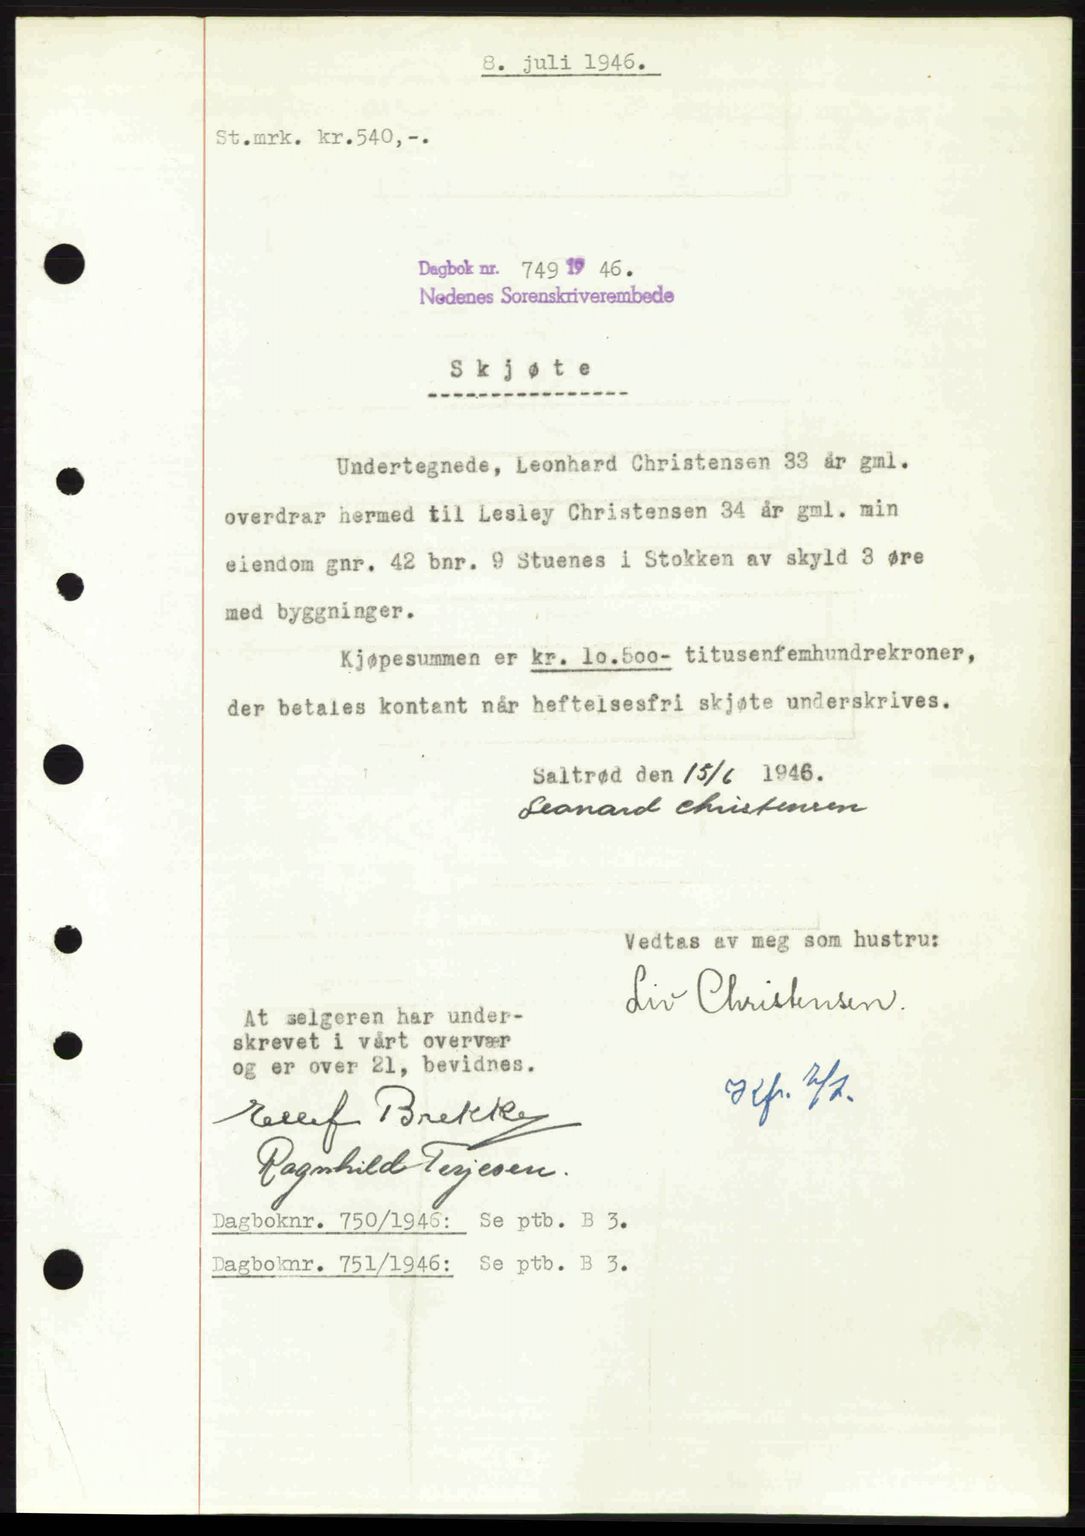 8. juli 1946.
St.mrk. kr.540,-.
Dagbok nr. 749 19 46.
Nedenes Sorenskriverembede
Skjøte
Undertegnede, Leonhard Christensen 33 år gml.
overdrar hermed til Lesley Christensen 34 år gml. min
eiendom gnr. 42 bnr. 9 Stuenes i Stokken av skyld 3 øre
med byggninger.
Kjøpesummen er kr. 10.500- titusenfemhundrekroner,
der betales kontant når heftelsesfri skjøte underskrives.
Saltrød den 15/6 1946.
Leonard Christensen
Vedtas av meg som hustru:
Liv Christensen.
At selgeren har under-
skrevet i vårt overvær
og er over 21, bevidnes.
Brekke
Ragnhild Terjesen.
Dagboknr. 750/1946: Se ptb. B 3.
Dagboknr. 751/1946: Se ptb. B 3.